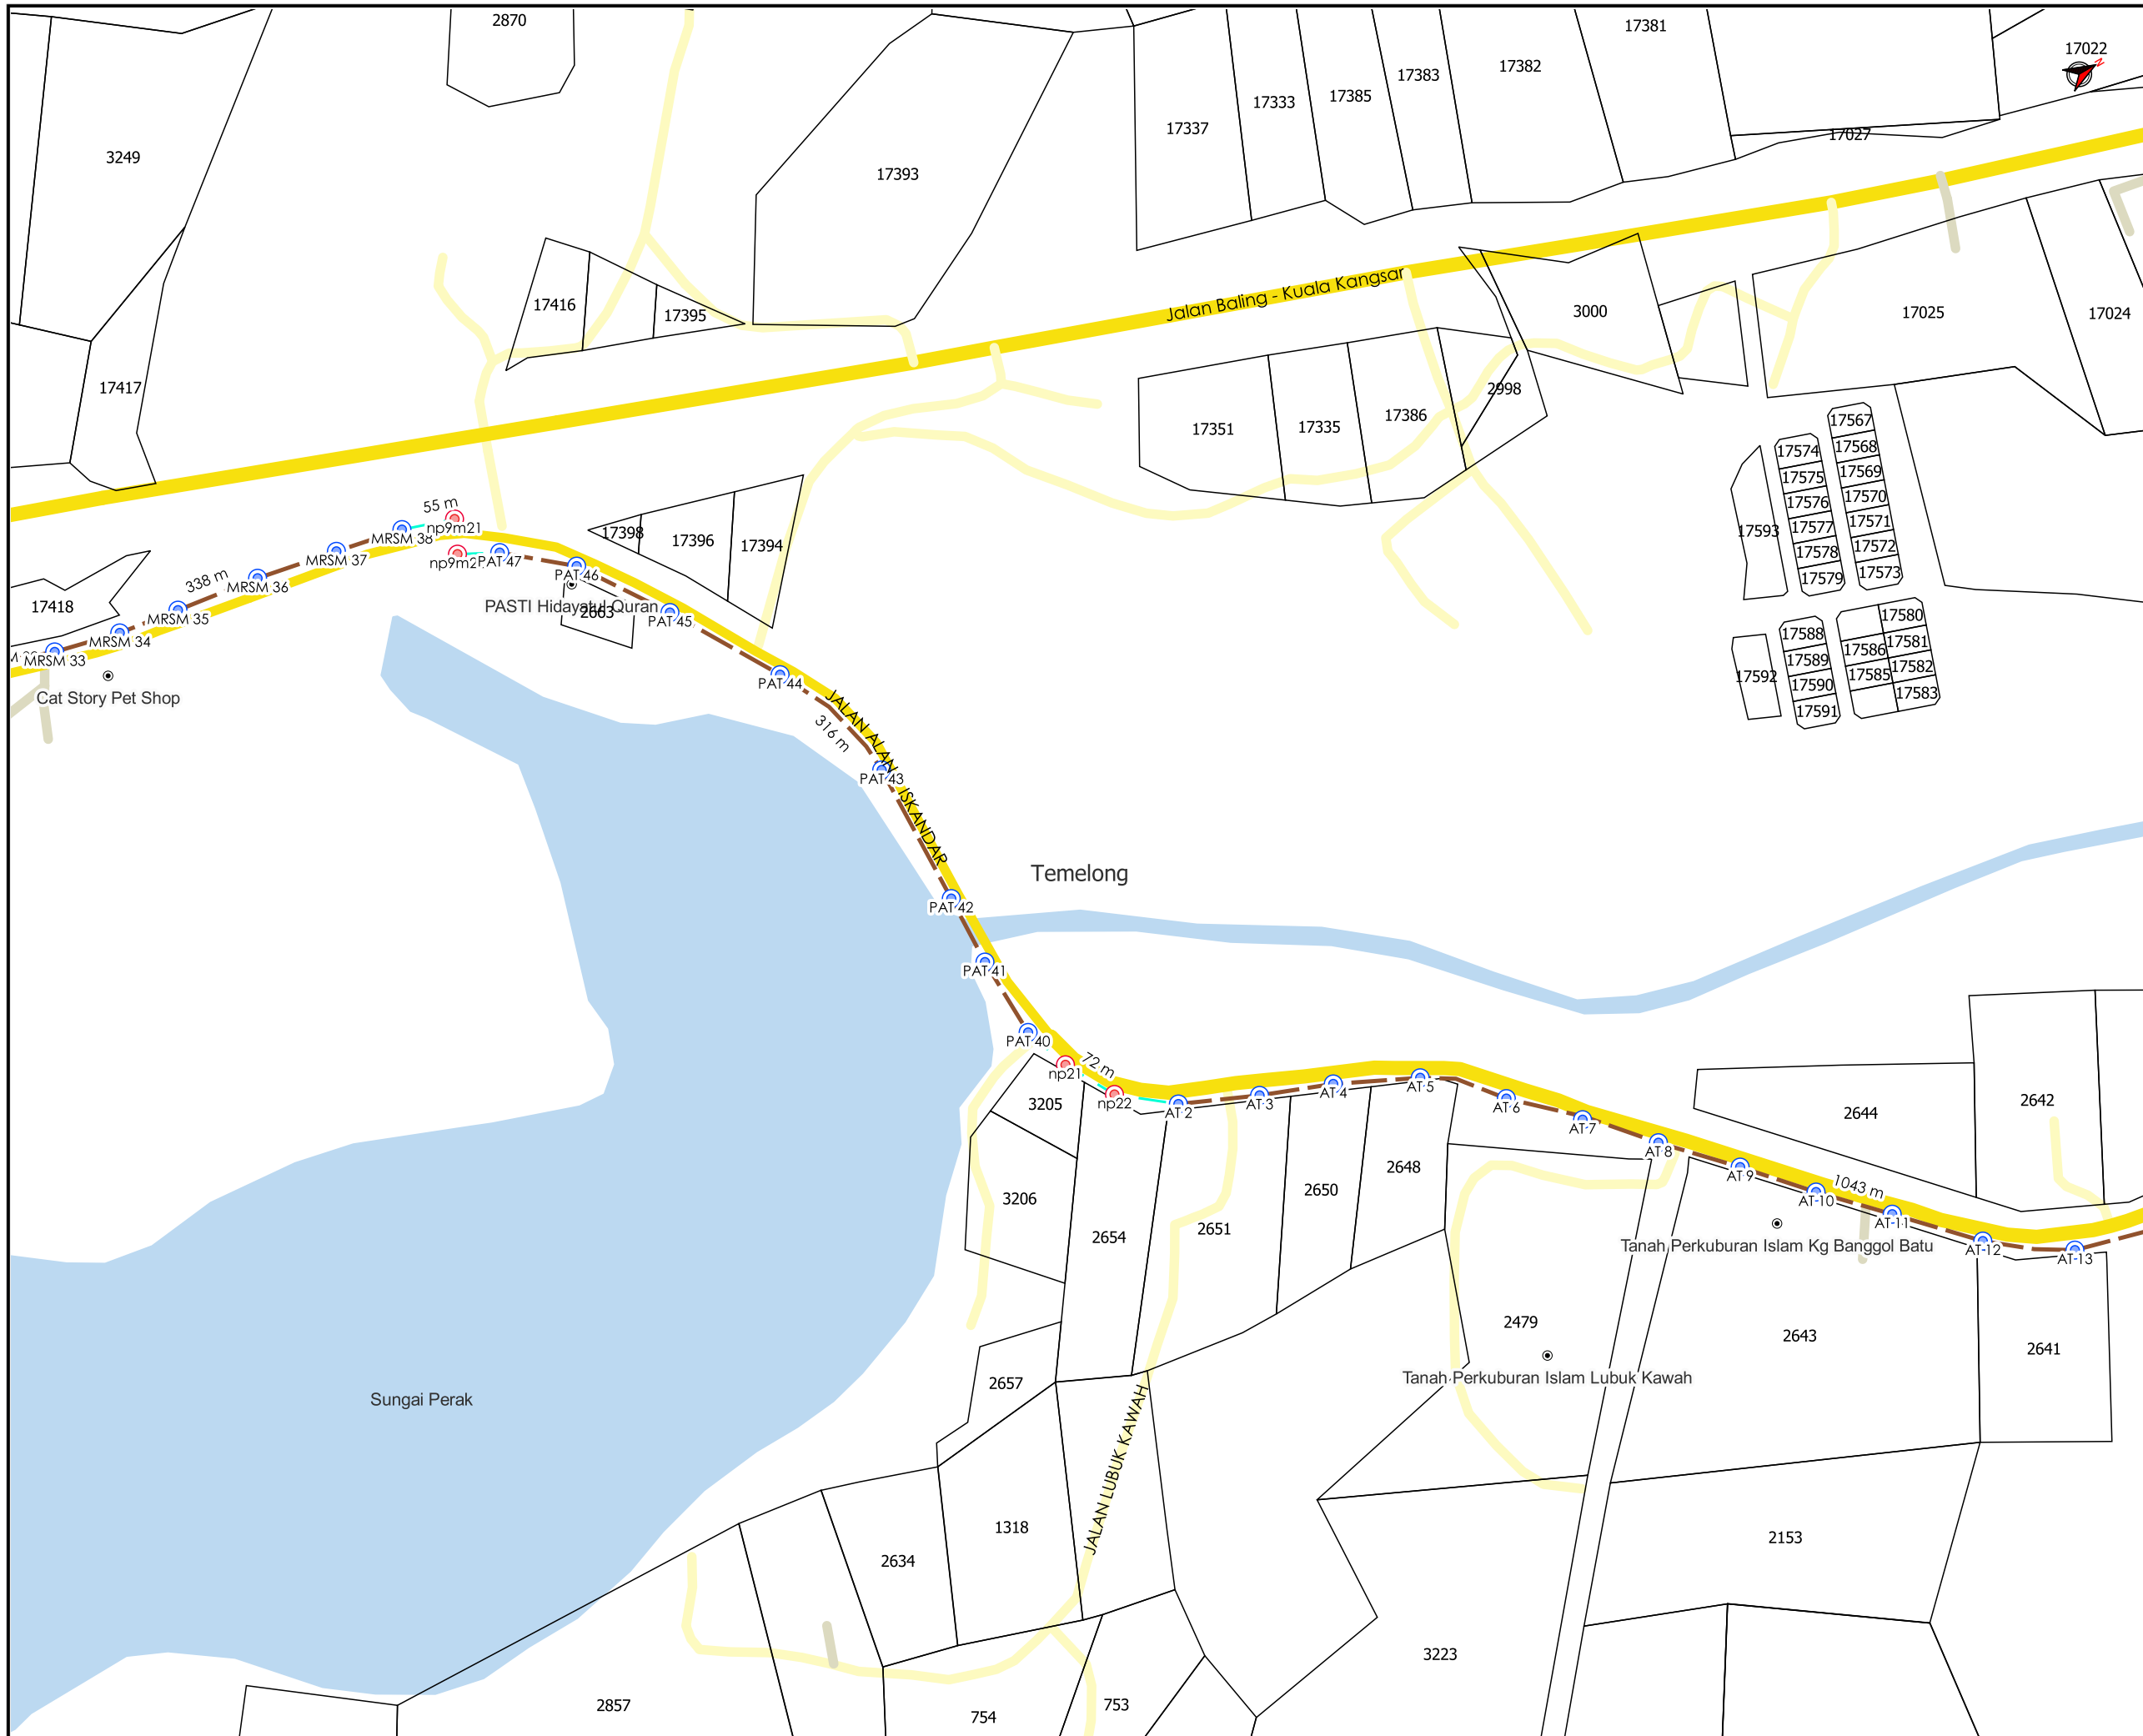 2870
17022
N
17381
17382
17383
17385
17333
17337
17027
3249
17393
17416
17395
Jalan Baling - Kuala Kangsar
3000
17025
17024
17417
2998
17351
17335
17386
17567
17568
17569
17570
17571
17572
17573
17574
17575
17576
17577
17578
17579
17593
55 m
np9m21
MRSM 38
MRSM 37
MRSM 36
338 m
MRSM 35
MRSM 34
MRSM 33
17418
Cat Story Pet Shop
PAT 47
PAT 46
17398
17396
17394
PASTI Hidayatul Quran
2663
PAT 45
PAT 44
17580
17581
17582
17583
17586
17585
17588
17589
17590
17591
17592
316 m
JALAN ALAN ISKANDAR
PAT 43
Temelong
PAT 42
PAT 41
PAT 40
np21
72 m
np22
AT 2
AT-3
AT-4
AT-5
AT-6
AT-7
AT-8
AT-9
AT-10
AT-11
AT-12
AT-13
1043 m
3205
3206
2654
2651
2650
2648
2644
2642
Tanah Perkuburan Islam Kg Banggol Batu
2479
2643
2641
Tanah Perkuburan Islam Lubuk Kawah
2657
Sungai Perak
JALAN LUBUK KAWAH
1318
2634
2153
3223
2857
754
753